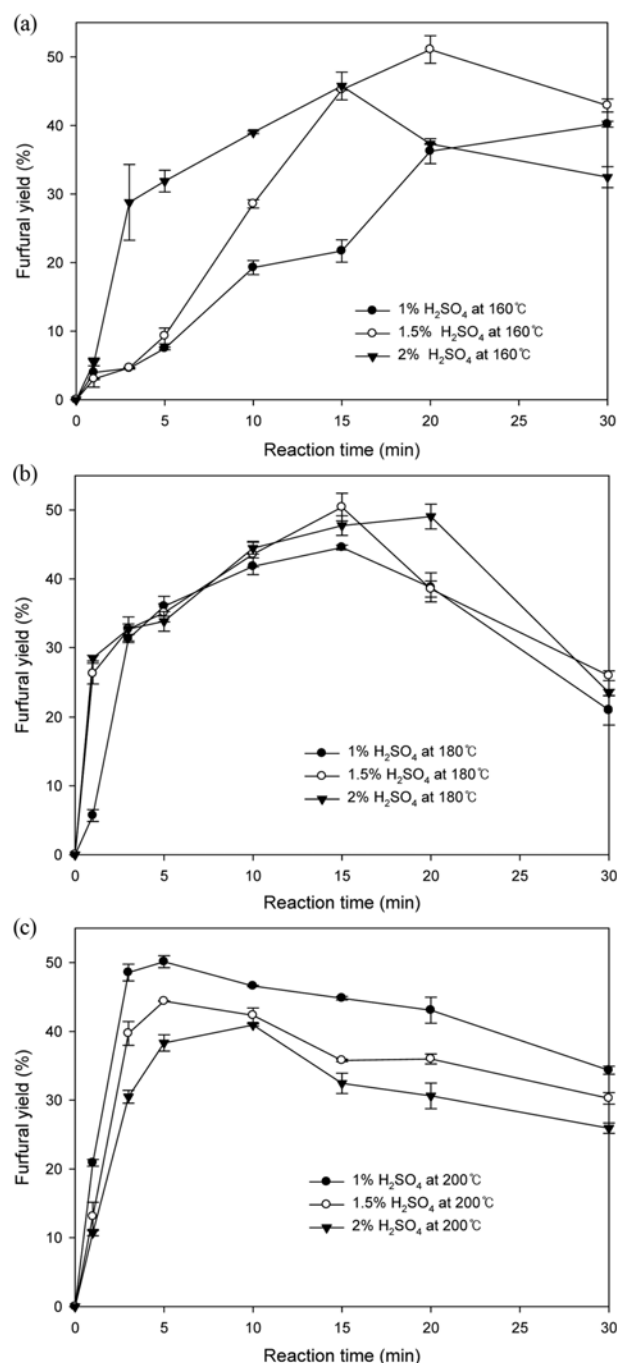 (a)
50
40
30
20
10
0
Furfural yield (%)
1% H₂SO₄ at 160℃
1.5% H₂SO₄ at 160℃
2% H₂SO₄ at 160℃
0 5 10 15 20 25 30
Reaction time (min)
(b)
50
40
30
20
10
0
Furfural yield (%)
1% H₂SO₄ at 180℃
1.5% H₂SO₄ at 180℃
2% H₂SO₄ at 180℃
0 5 10 15 20 25 30
Reaction time (min)
(c)
50
40
30
20
10
0
Furfural yield (%)
1% H₂SO₄ at 200℃
1.5% H₂SO₄ at 200℃
2% H₂SO₄ at 200℃
0 5 10 15 20 25 30
Reaction time (min)